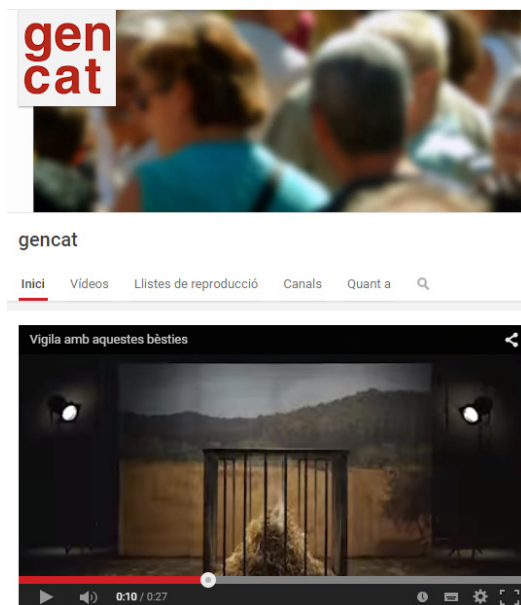 gen
cat
gencat
Inici Vídeos Llistes de reproducció Canals Quant a
Vigila amb aquestes bèsties
0:10 / 0:27